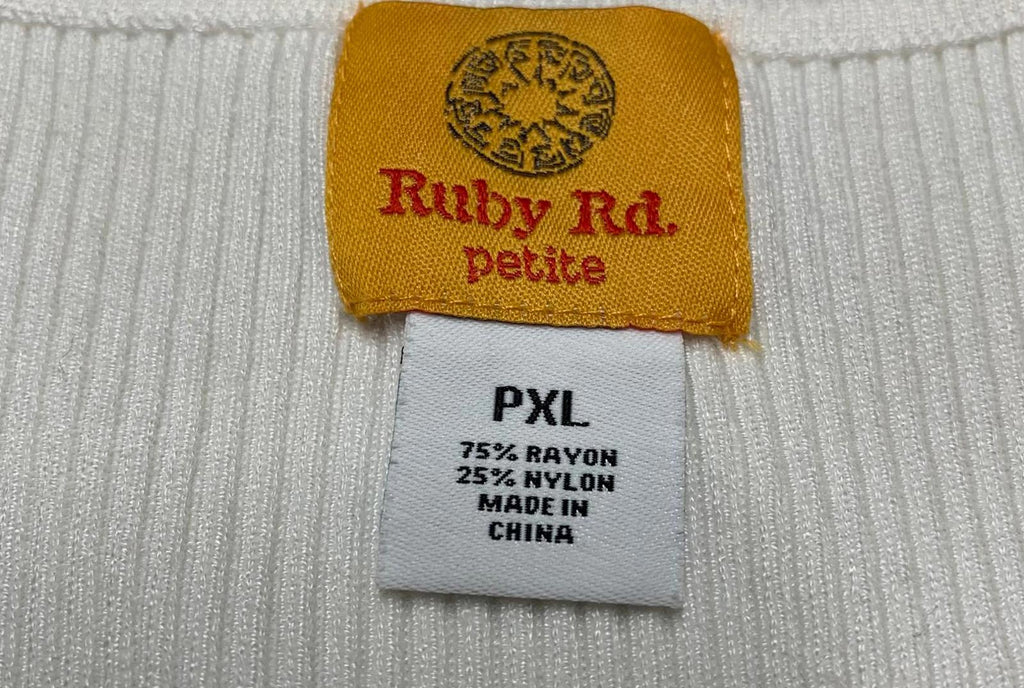 Ruby Rd.
petite
PXL
75% RAYON
25% NYLON
MADE IN
CHINA